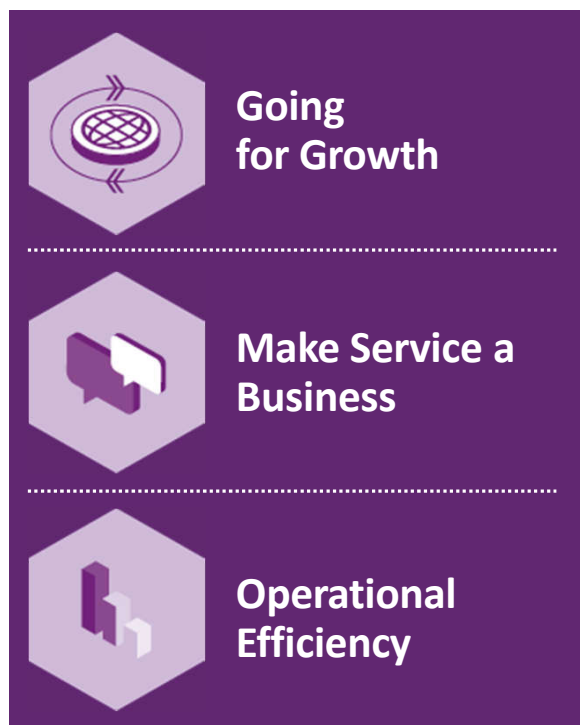 Going
for Growth
Make Service a
Business
Operational
Efficiency